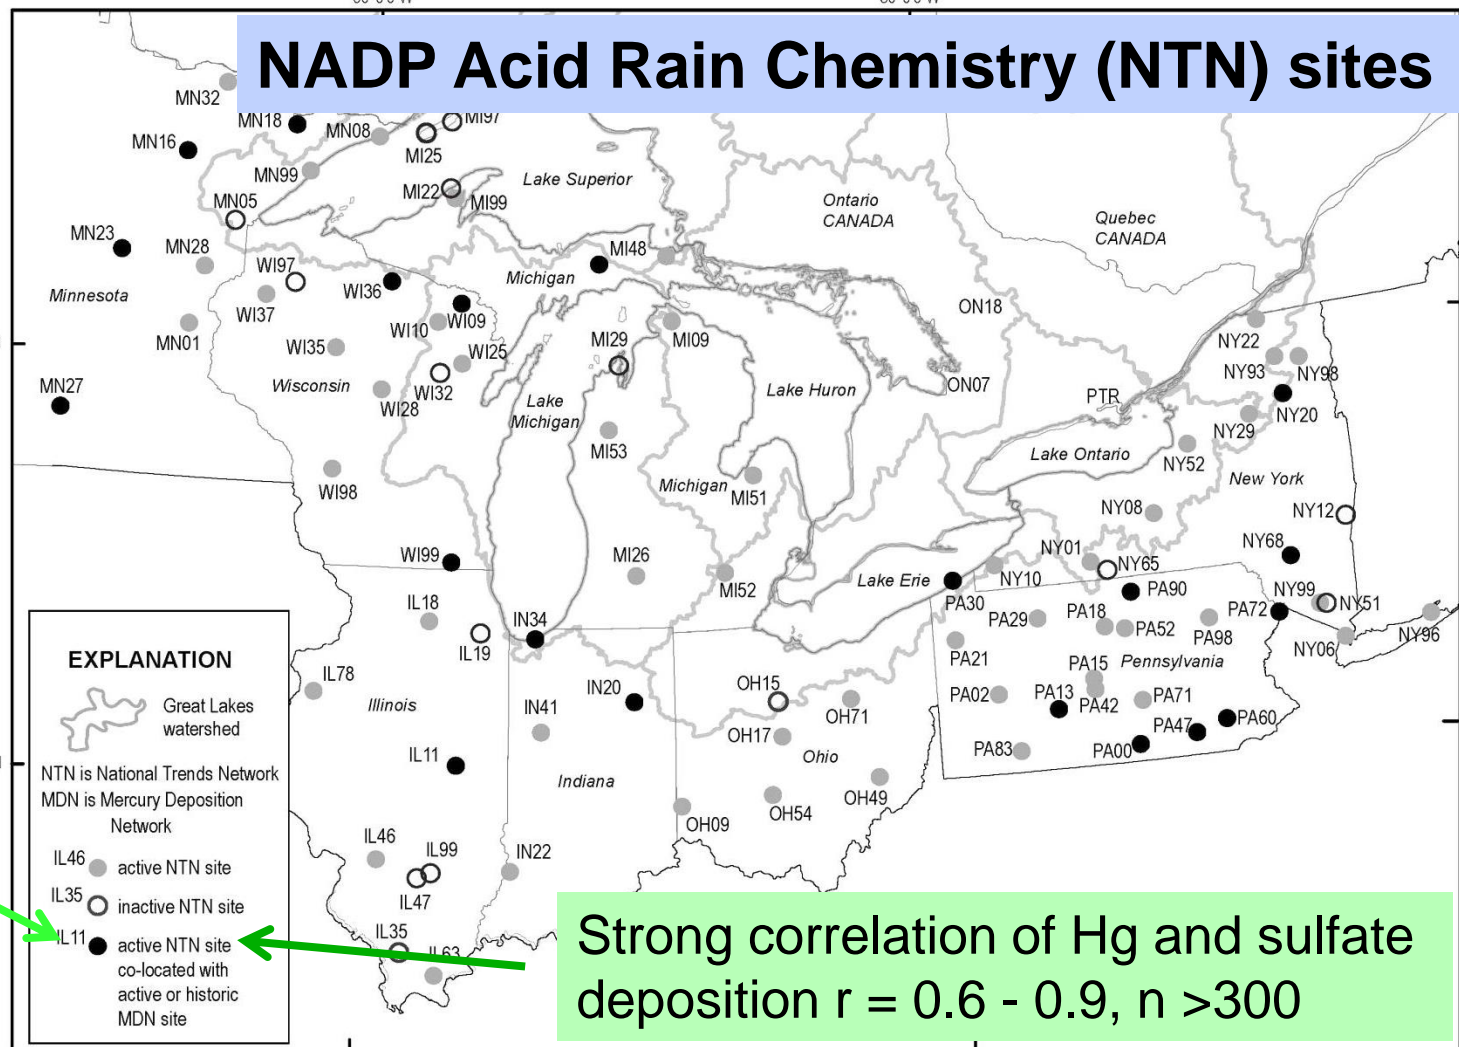 NADP Acid Rain Chemistry (NTN) sites
MN32
MN18
MN16
MN08
MI97
MI25
MN99
MI22
MI99
Lake Superior
MN05
Ontario
CANADA
Quebec
CANADA
MN23
MN28
WI97
WI36
Michigan
MI48
Minnesota
WI37
WI10
WI09
ON18
MN01
WI35
WI25
MI29
MI09
NY22
NY93
NY98
MN27
Wisconsin
WI28
WI32
Lake
Michigan
Lake Huron
ON07
PTR
NY20
NY29
MI53
Lake Ontario
NY52
WI98
Michigan
MI51
New York
NY08
NY12
WI99
MI26
MI52
Lake Erie
NY01
NY65
NY10
NY68
IL18
IL19
IN34
PA30
PA29
PA18
PA90
PA52
PA98
PA72
NY99
NY51
NY06
NY96
PA21
IL78
Illinois
IN41
IN20
OH15
OH71
PA02
PA13
PA15
PA42
Pennsylvania
PA71
PA47
PA60
IL11
Indiana
OH17
Ohio
PA83
PA00
OH09
OH54
OH49
IL46
IL99
IL47
IN22
IL35
IL63
EXPLANATION
Great Lakes
watershed
NTN is National Trends Network
MDN is Mercury Deposition
Network
IL46 active NTN site
IL35 inactive NTN site
IL11 active NTN site
co-located with
active or historic
MDN site
Strong correlation of Hg and sulfate
deposition r = 0.6 - 0.9, n >300